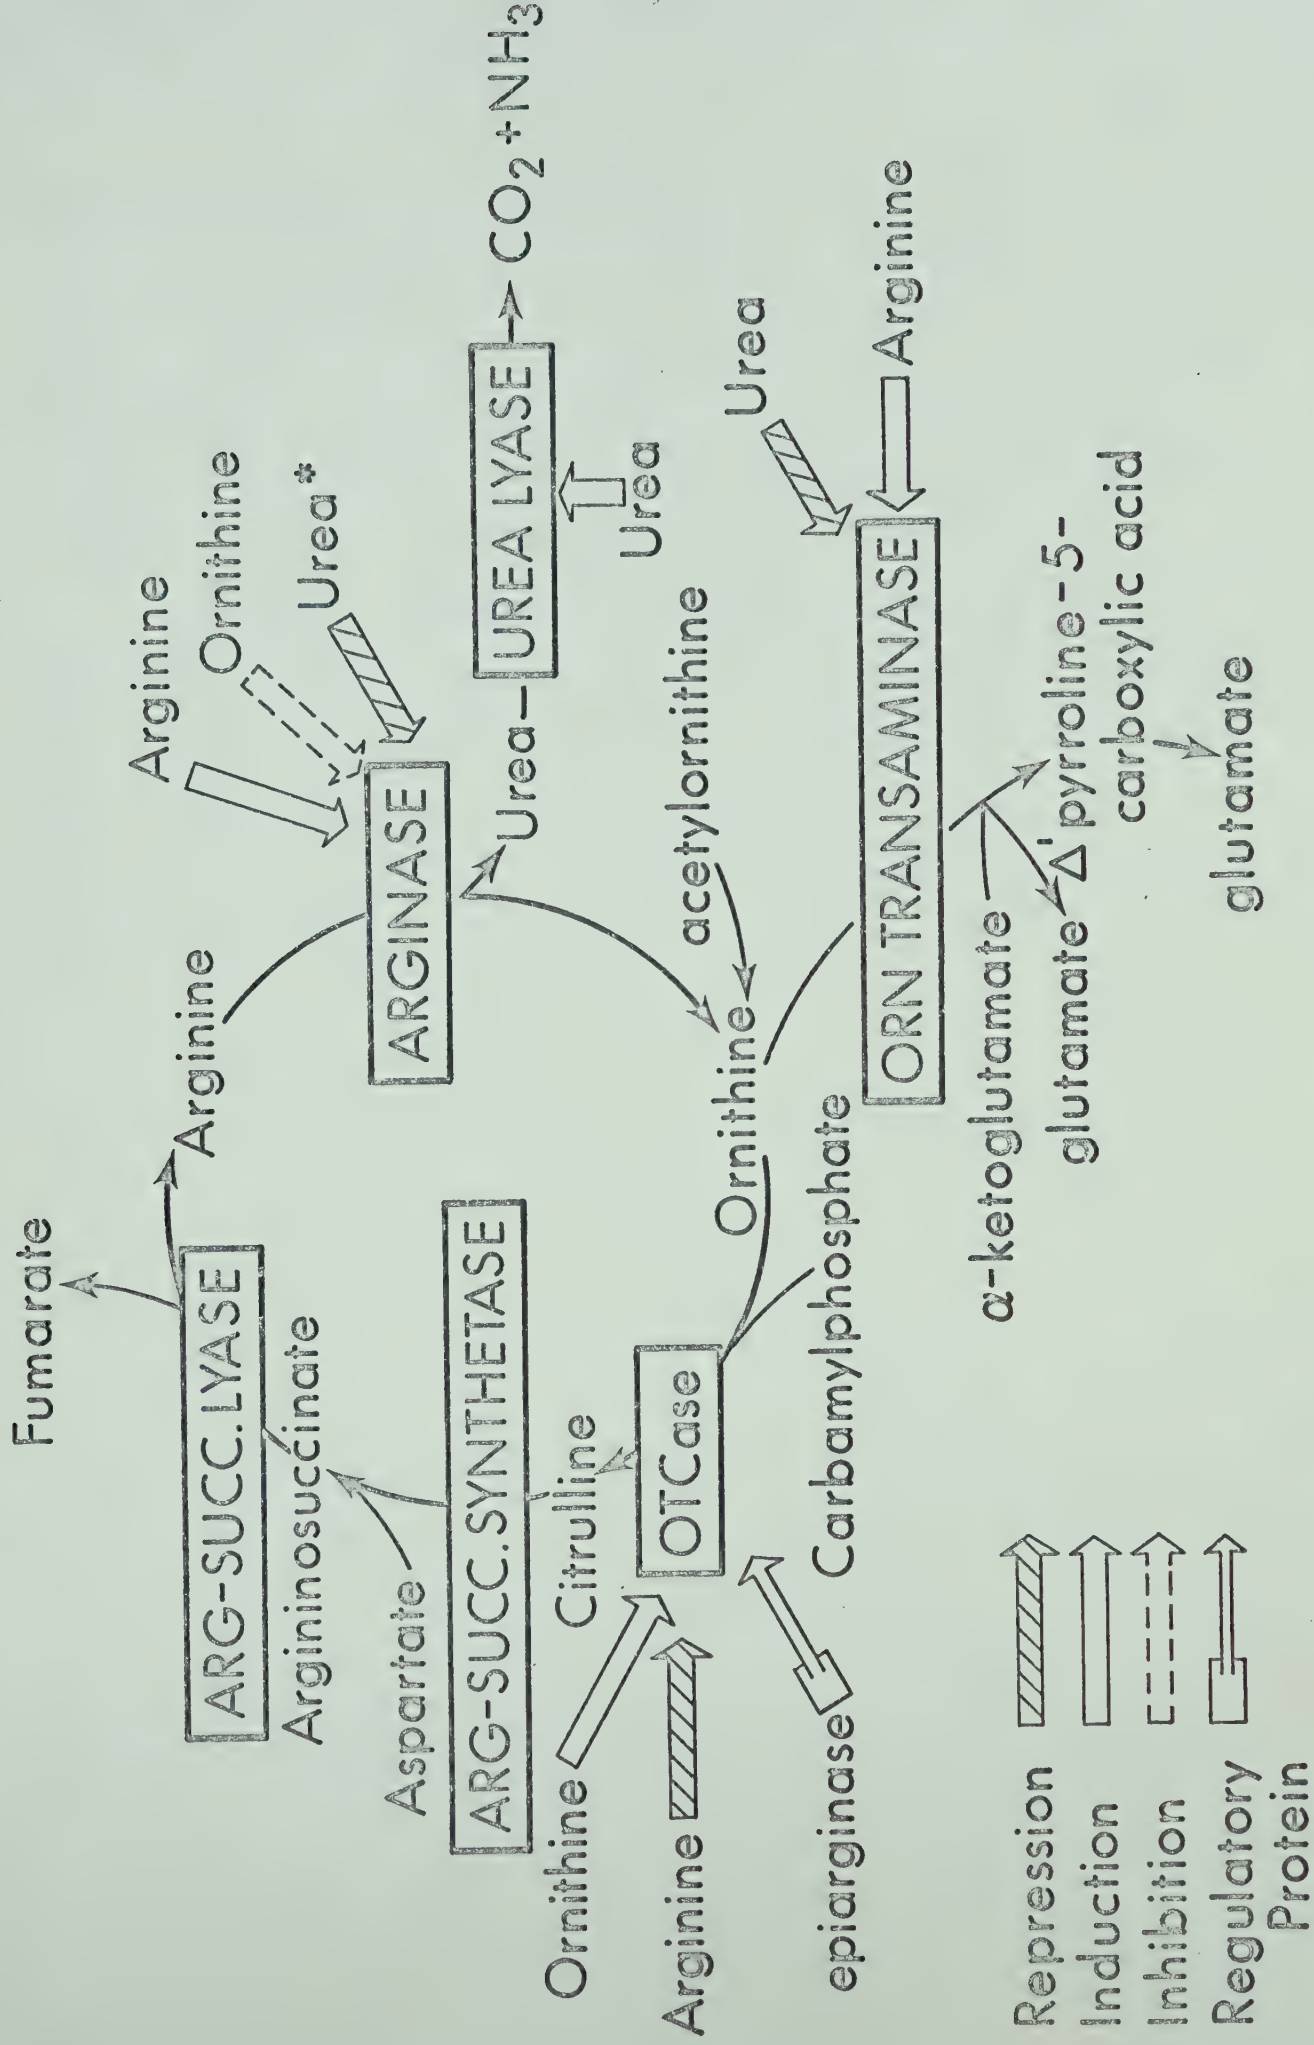 Fumarate
ARG-SUCC.LYASE
Arginine
Arginine
Ornithine
Urea*
Argininosuccinate
Aspartate
ARGINASE
ARG-SUCC.SYNTHETASE
Urea
UREA LYASE
CO2+NH3
Urea
Citrulline
Ornithine
OTCase
Arginine
acetylornithine
Ornithine
Urea
Carbamylphosphate
epiarginase
ORN TRANSAMINASE
Arginine
α-ketoglutamate
glutamate
Δ'pyrroline-5-
carboxylic acid
glutamate
Repression
Induction
Inhibition
Regulatory
Protein